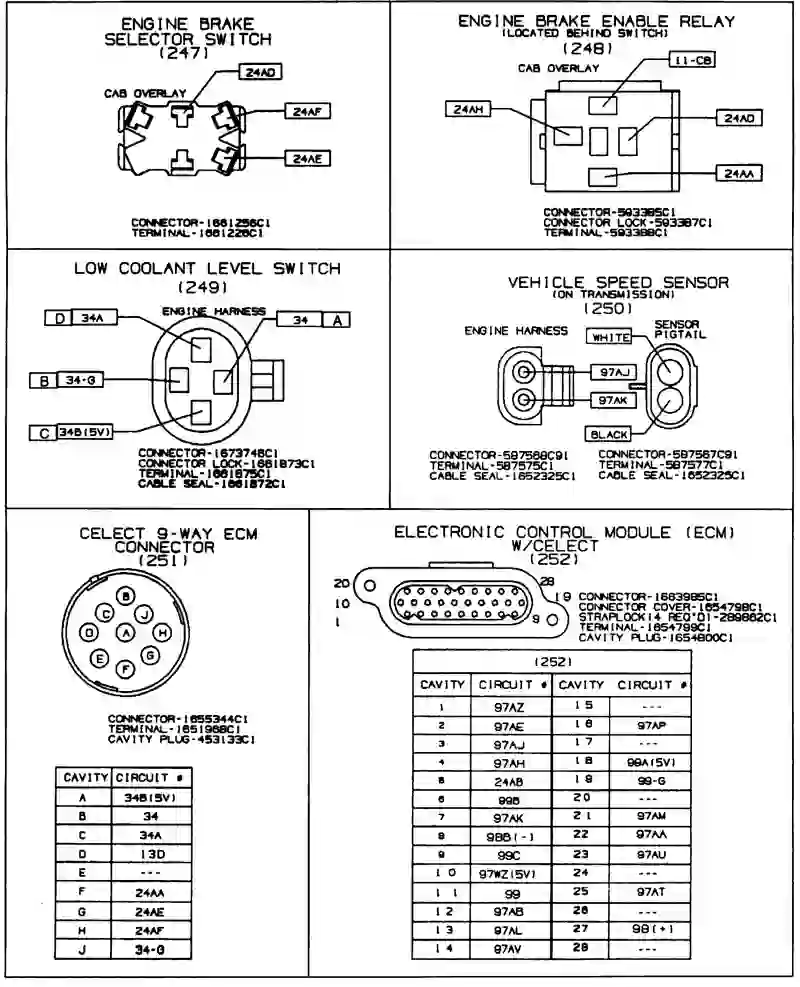 ENGINE BRAKE
SELECTOR SWITCH
(247)
24AD
CAB OVERLAY
24AF
24AE
CONNECTOR-1661256C1
TERMINAL-1661226C1
ENGINE BRAKE ENABLE RELAY
(LOCATED BEHIND SWITCH)
(248)
11-CB
CAB OVERLAY
24AH
24AD
24AA
CONNECTOR-593385C1
CONNECTOR LOCK-593387C1
TERMINAL-593388C1
LOW COOLANT LEVEL SWITCH
(249)
ENGINE HARNESS
D 34A
34 A
B 34-G
C 34B(5V)
CONNECTOR-1673748C1
CONNECTOR LOCK-1661873C1
TERMINAL-1661875C1
CABLE SEAL-1661872C1
VEHICLE SPEED SENSOR
(ON TRANSMISSION)
(250)
ENGINE HARNESS
WHITE
SENSOR
PIGTAIL
97AJ
97AK
BLACK
CONNECTOR-587568C91
TERMINAL-587575C1
CABLE SEAL-1652325C1
CONNECTOR-587567C91
TERMINAL-587577C1
CABLE SEAL-1652325C1
CELECT 9-WAY ECM
CONNECTOR
(251)
B
C J
D A H
E G
F
CONNECTOR-1655344C1
TERMINAL-1651968C1
CAVITY PLUG-453133C1
CAVITY CIRCUIT #
A 34B(5V)
B 34
C 34A
D 13D
E ---
F 24AA
G 24AE
H 24AF
J 34-G
ELECTRONIC CONTROL MODULE (ECM)
W/CELECT
(252)
20 28
10 19
1 9
CONNECTOR-1663985C1
CONNECTOR COVER-1654798C1
STRAPLOCK(4 REQ'D)-289862C1
TERMINAL-1654799C1
CAVITY PLUG-1654800C1
(252)
CAVITY CIRCUIT # CAVITY CIRCUIT #
1 97AZ 15 ---
2 97AE 16 97AP
3 97AJ 17 ---
4 97AH 18 99A(5V)
5 24AB 19 99-G
6 99B 20 ---
7 97AK 21 97AM
8 98B(-) 22 97AA
9 99C 23 97AU
10 97WZ(5V) 24 ---
11 99 25 97AT
12 97AB 26 ---
13 97AL 27 98(+)
14 97AV 28 ---